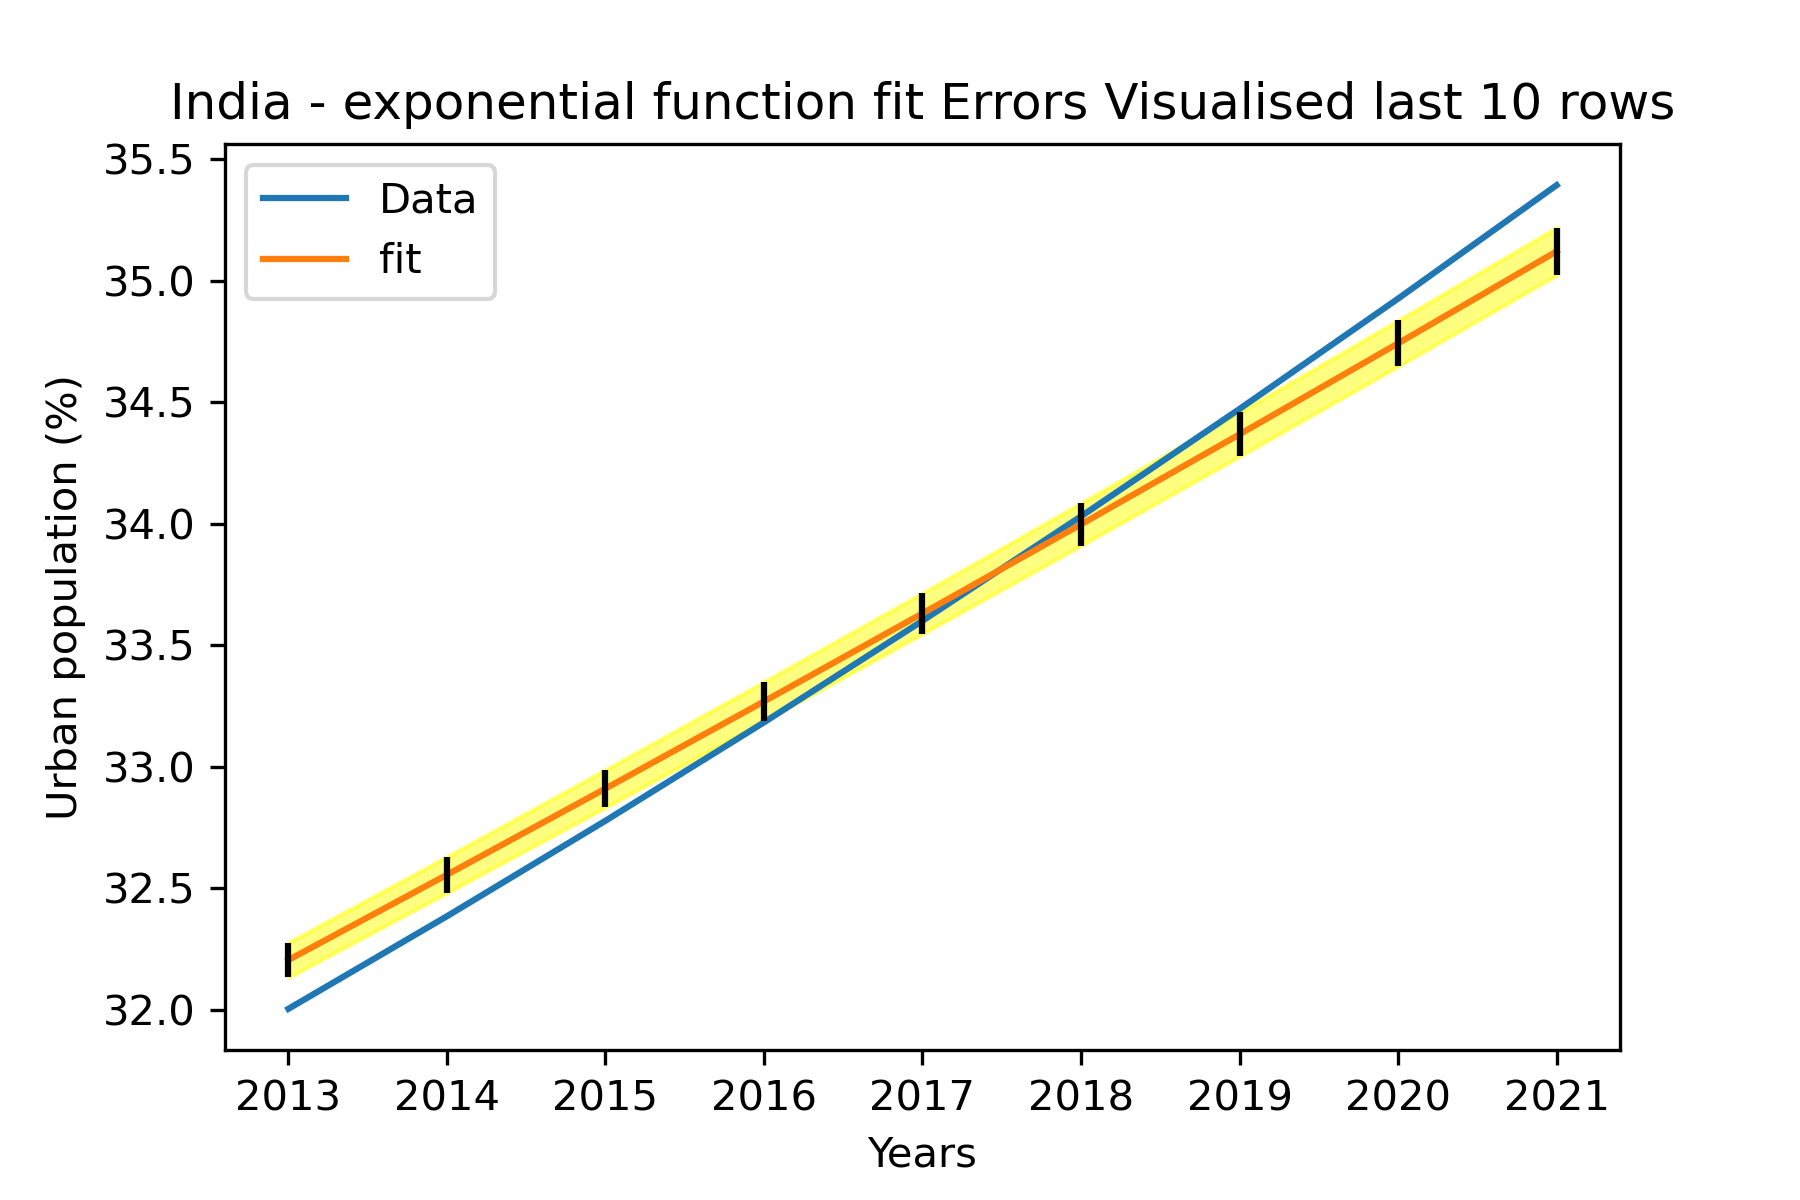 India - exponential function fit Errors Visualised last 10 rows
35.5
35.0
34.5
34.0
33.5
33.0
32.5
32.0
Urban population (%)
Data
fit
2013 2014 2015 2016 2017 2018 2019 2020 2021
Years